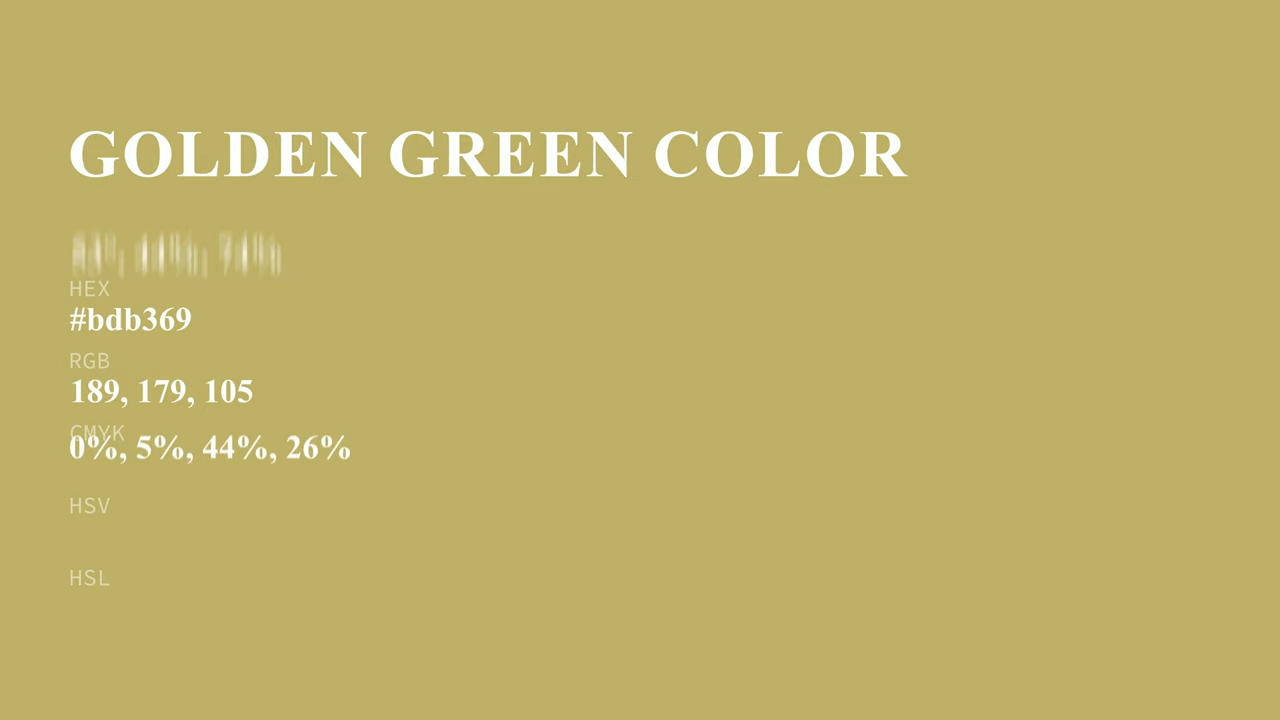 GOLDEN GREEN COLOR
HEX
#bdb369
RGB
189, 179, 105
CMYK
0%, 5%, 44%, 26%
HSV
HSL